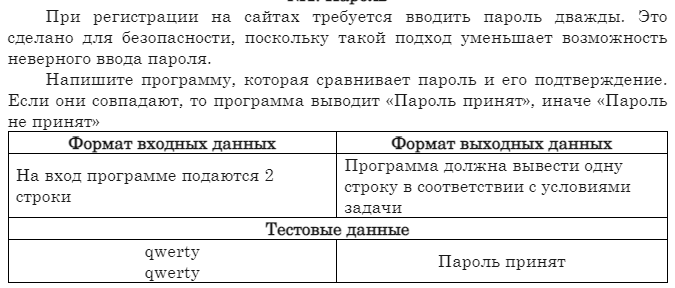 При регистрации на сайтах требуется вводить пароль дважды. Это
сделано для безопасности, поскольку такой подход уменьшает возможность
неверного ввода пароля.
Напишите программу, которая сравнивает пароль и его подтверждение.
Если они совпадают, то программа выводит «Пароль принят», иначе «Пароль
не принят»
Формат входных данных
Формат выходных данных
На вход программе подаются 2
строки
Программа должна вывести одну
строку в соответствии с условиями
задачи
Тестовые данные
qwerty
qwerty
Пароль принят